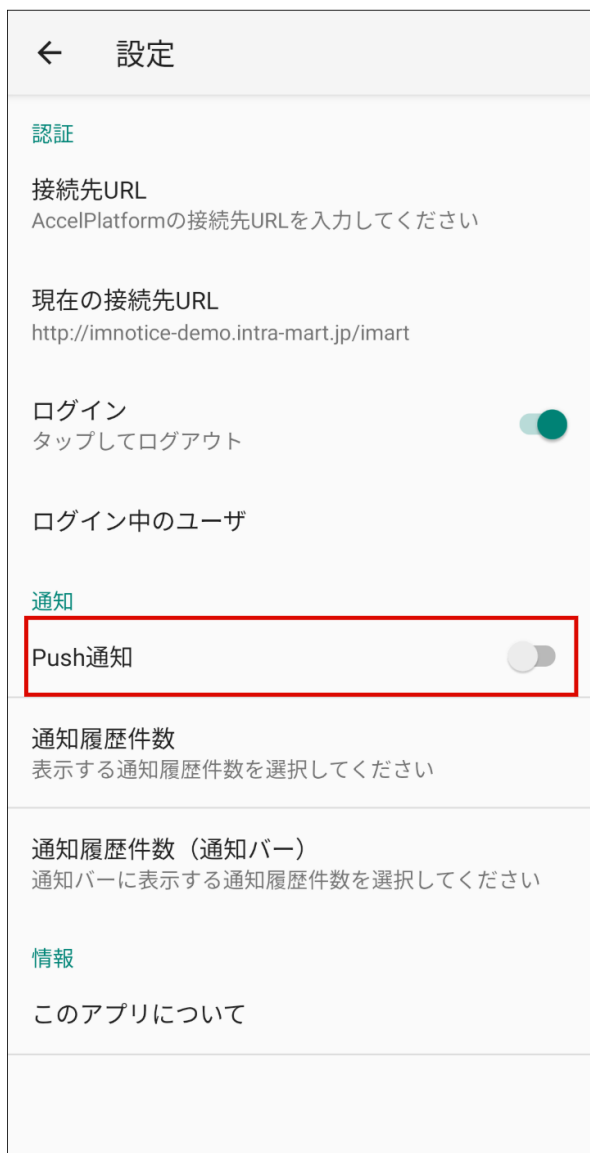 設定
認証
接続先URL
AccelPlatformの接続先URLを入力してください
現在の接続先URL
http://imnotice-demo.intra-mart.jp/imart
ログイン
タップしてログアウト
ログイン中のユーザ
通知
Push通知
通知履歴件数
表示する通知履歴件数を選択してください
通知履歴件数（通知バー）
通知バーに表示する通知履歴件数を選択してください
情報
このアプリについて